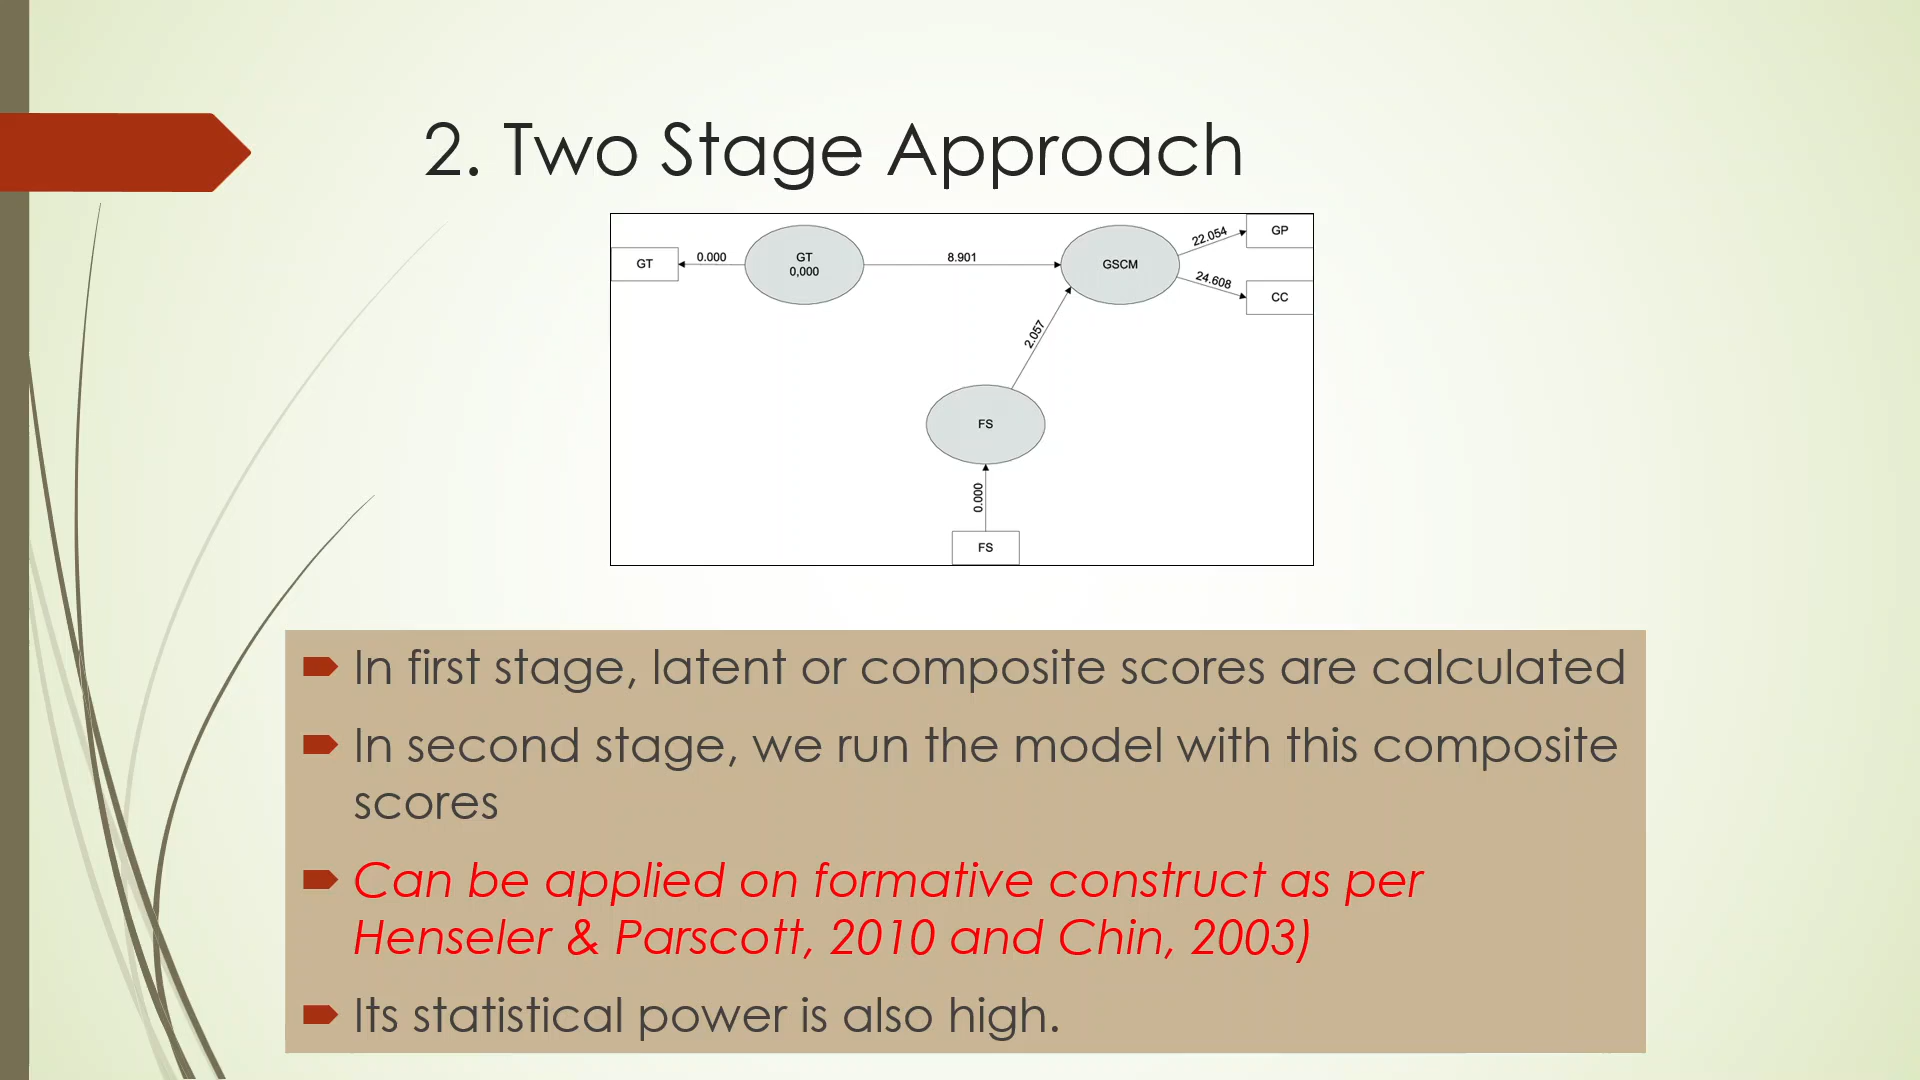 2. Two Stage Approach
GT
0.000
GT
0,000
8.901
GSCM
22.054
GP
24.608
CC
2.057
FS
0.000
FS
In first stage, latent or composite scores are calculated
In second stage, we run the model with this composite
scores
Can be applied on formative construct as per
Henseler & Parscott, 2010 and Chin, 2003)
Its statistical power is also high.